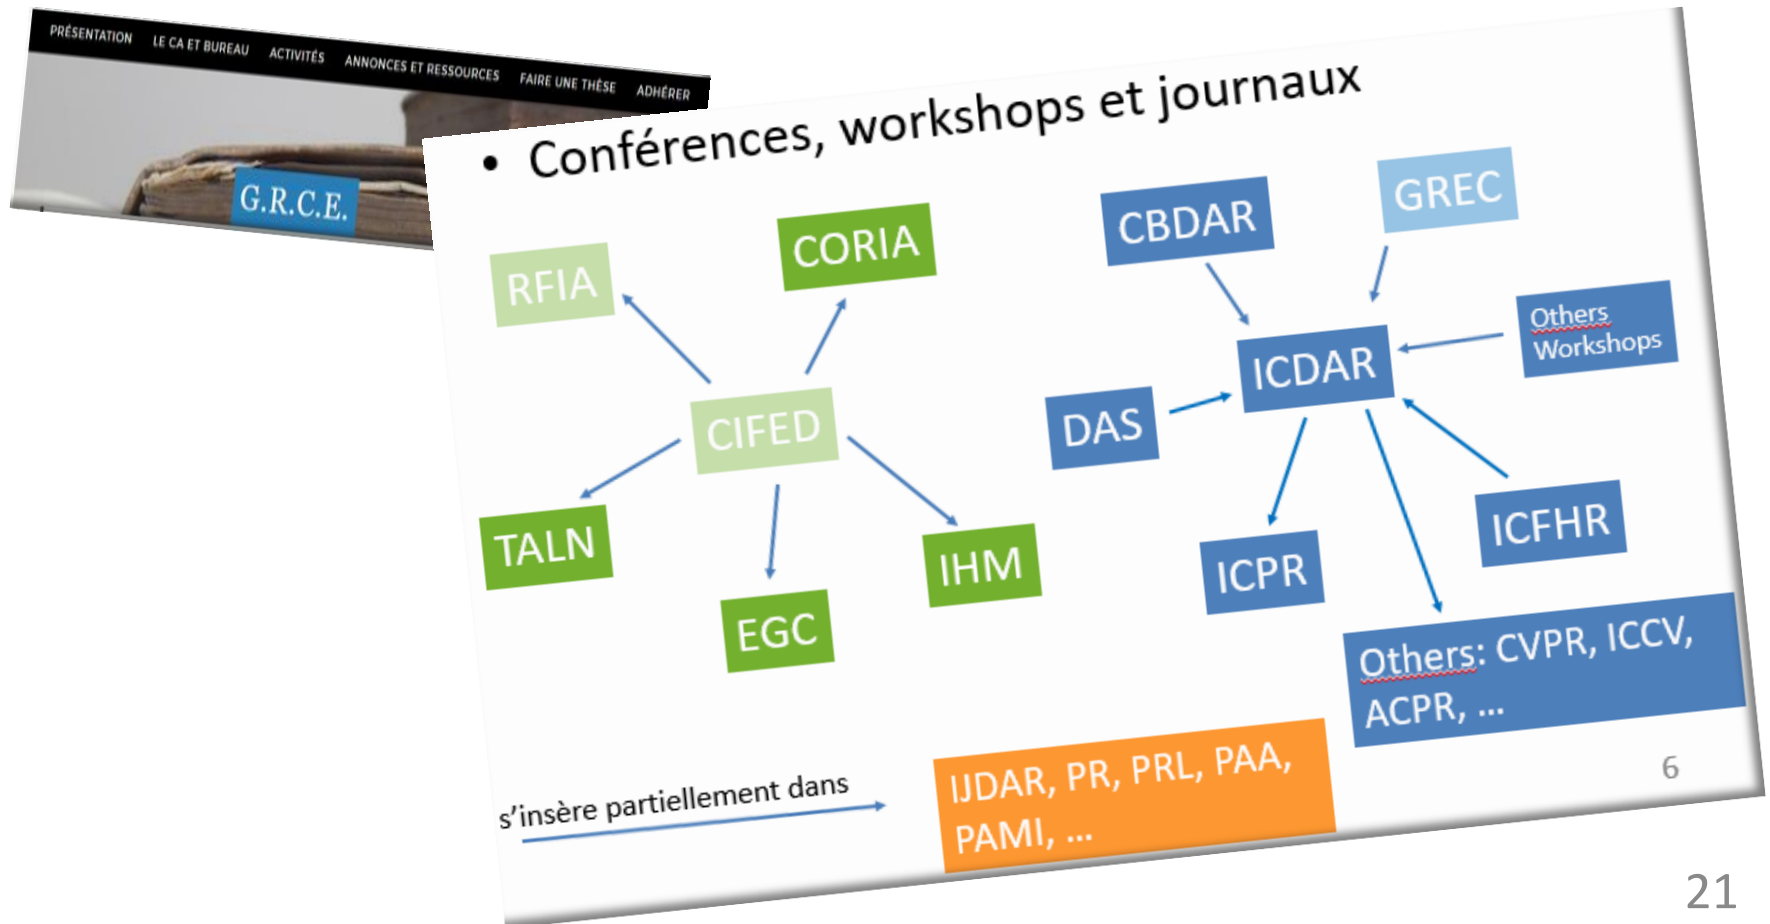 PRÉSENTATION LE CA ET BUREAU ACTIVITÉS ANNONCES ET RESSOURCES FAIRE UNE THÈSE ADHÉRER
G.R.C.E.
• Conférences, workshops et journaux
RFIA
CORIA
CIFED
TALN
EGC
IHM
CBDAR
GREC
Others
Workshops
ICDAR
DAS
ICPR
ICFHR
Others: CVPR, ICCV,
ACPR, ...
s'insère partiellement dans
IJDAR, PR, PRL, PAA,
PAMI, ...
6
21